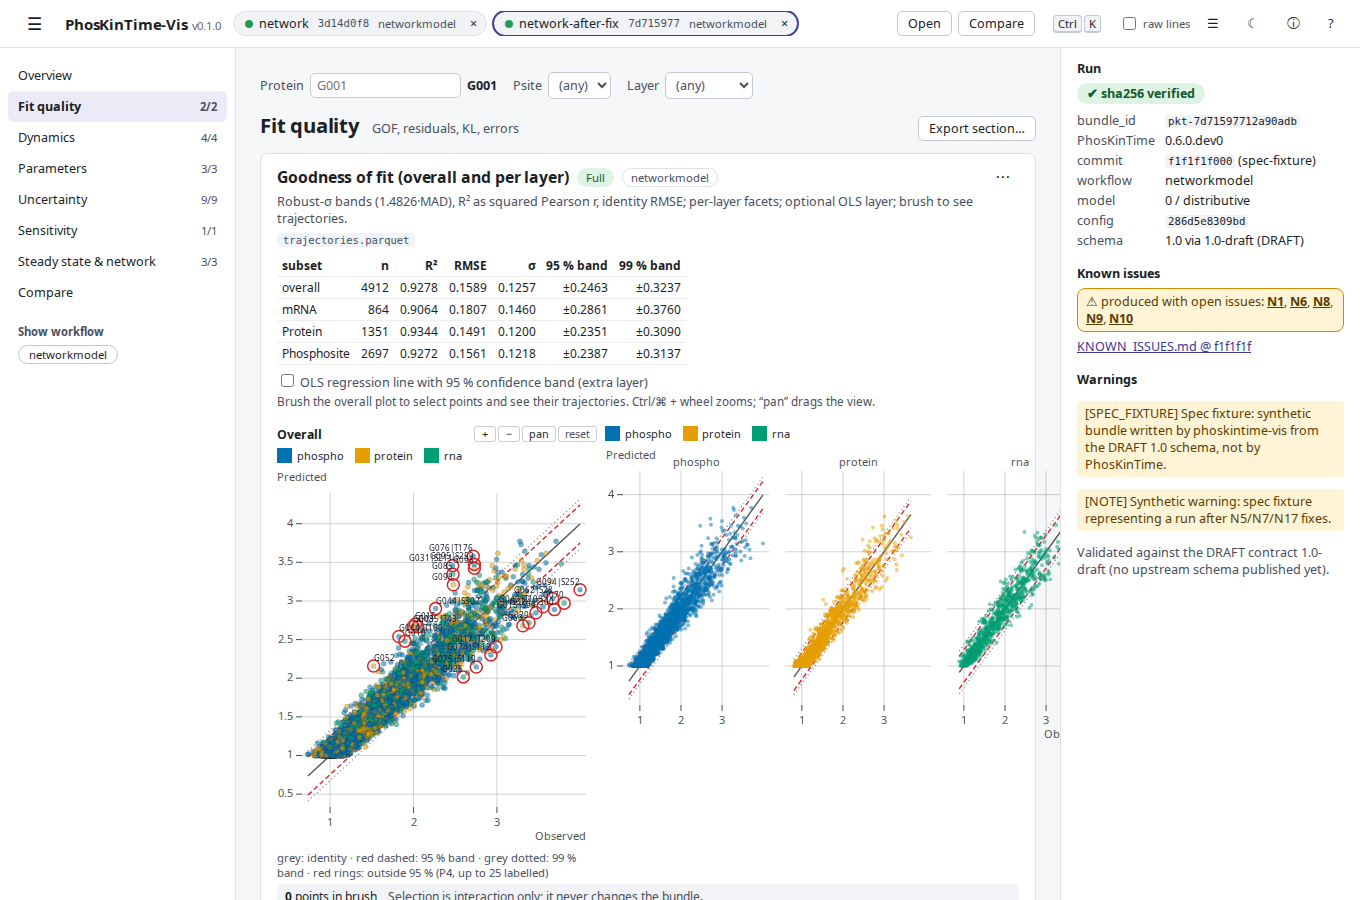 ☰ PhosKinTime-Vis v0.1.0 network 3d14d0f8 networkmodel × network-after-fix 7d715977 networkmodel × Open Compare Ctrl K raw lines ☰ ☾ ⓘ ?
Overview
Fit quality 2/2
Dynamics 4/4
Parameters 3/3
Uncertainty 9/9
Sensitivity 1/1
Steady state & network 3/3
Compare
Show workflow
networkmodel
Protein G001 G001 Psite (any) Layer (any)
Fit quality GOF, residuals, KL, errors Export section...
Goodness of fit (overall and per layer) Full networkmodel ...
Robust-σ bands (1.4826·MAD), R² as squared Pearson r, identity RMSE; per-layer facets; optional OLS layer; brush to see
trajectories.
trajectories.parquet
subset n R² RMSE σ 95 % band 99 % band
overall 4912 0.9278 0.1589 0.1257 ±0.2463 ±0.3237
mRNA 864 0.9064 0.1807 0.1460 ±0.2861 ±0.3760
Protein 1351 0.9344 0.1491 0.1200 ±0.2351 ±0.3090
Phosphosite 2697 0.9272 0.1561 0.1218 ±0.2387 ±0.3137
OLS regression line with 95 % confidence band (extra layer)
Brush the overall plot to select points and see their trajectories. Ctrl/⌘ + wheel zooms; “pan” drags the view.
Overall + − pan reset
phospho protein rna
Predicted
4
3.5
3
2.5
2
1.5
1
0.5
G076|T176
G094|S252
G052
1 2 3
Observed
grey: identity · red dashed: 95 % band · grey dotted: 99 %
band · red rings: outside 95 % (P4, up to 25 labelled)
phospho protein rna
Predicted
phospho protein rna
4
3
2
1
1 2 3 1 2 3 1 2 3
Ob
0 points in brush Selection is interaction only; it never changes the bundle.
Run
✔ sha256 verified
bundle_id pkt-7d71597712a90adb
PhosKinTime 0.6.0.dev0
commit f1f1f1f000 (spec-fixture)
workflow networkmodel
model 0 / distributive
config 286d5e8309bd
schema 1.0 via 1.0-draft (DRAFT)
Known issues
⚠ produced with open issues: N1, N6, N8,
N9, N10
KNOWN_ISSUES.md @ f1f1f1f
Warnings
[SPEC_FIXTURE] Spec fixture: synthetic
bundle written by phoskintime-vis from
the DRAFT 1.0 schema, not by
PhosKinTime.
[NOTE] Synthetic warning: spec fixture
representing a run after N5/N7/N17 fixes.
Validated against the DRAFT contract 1.0-
draft (no upstream schema published yet).